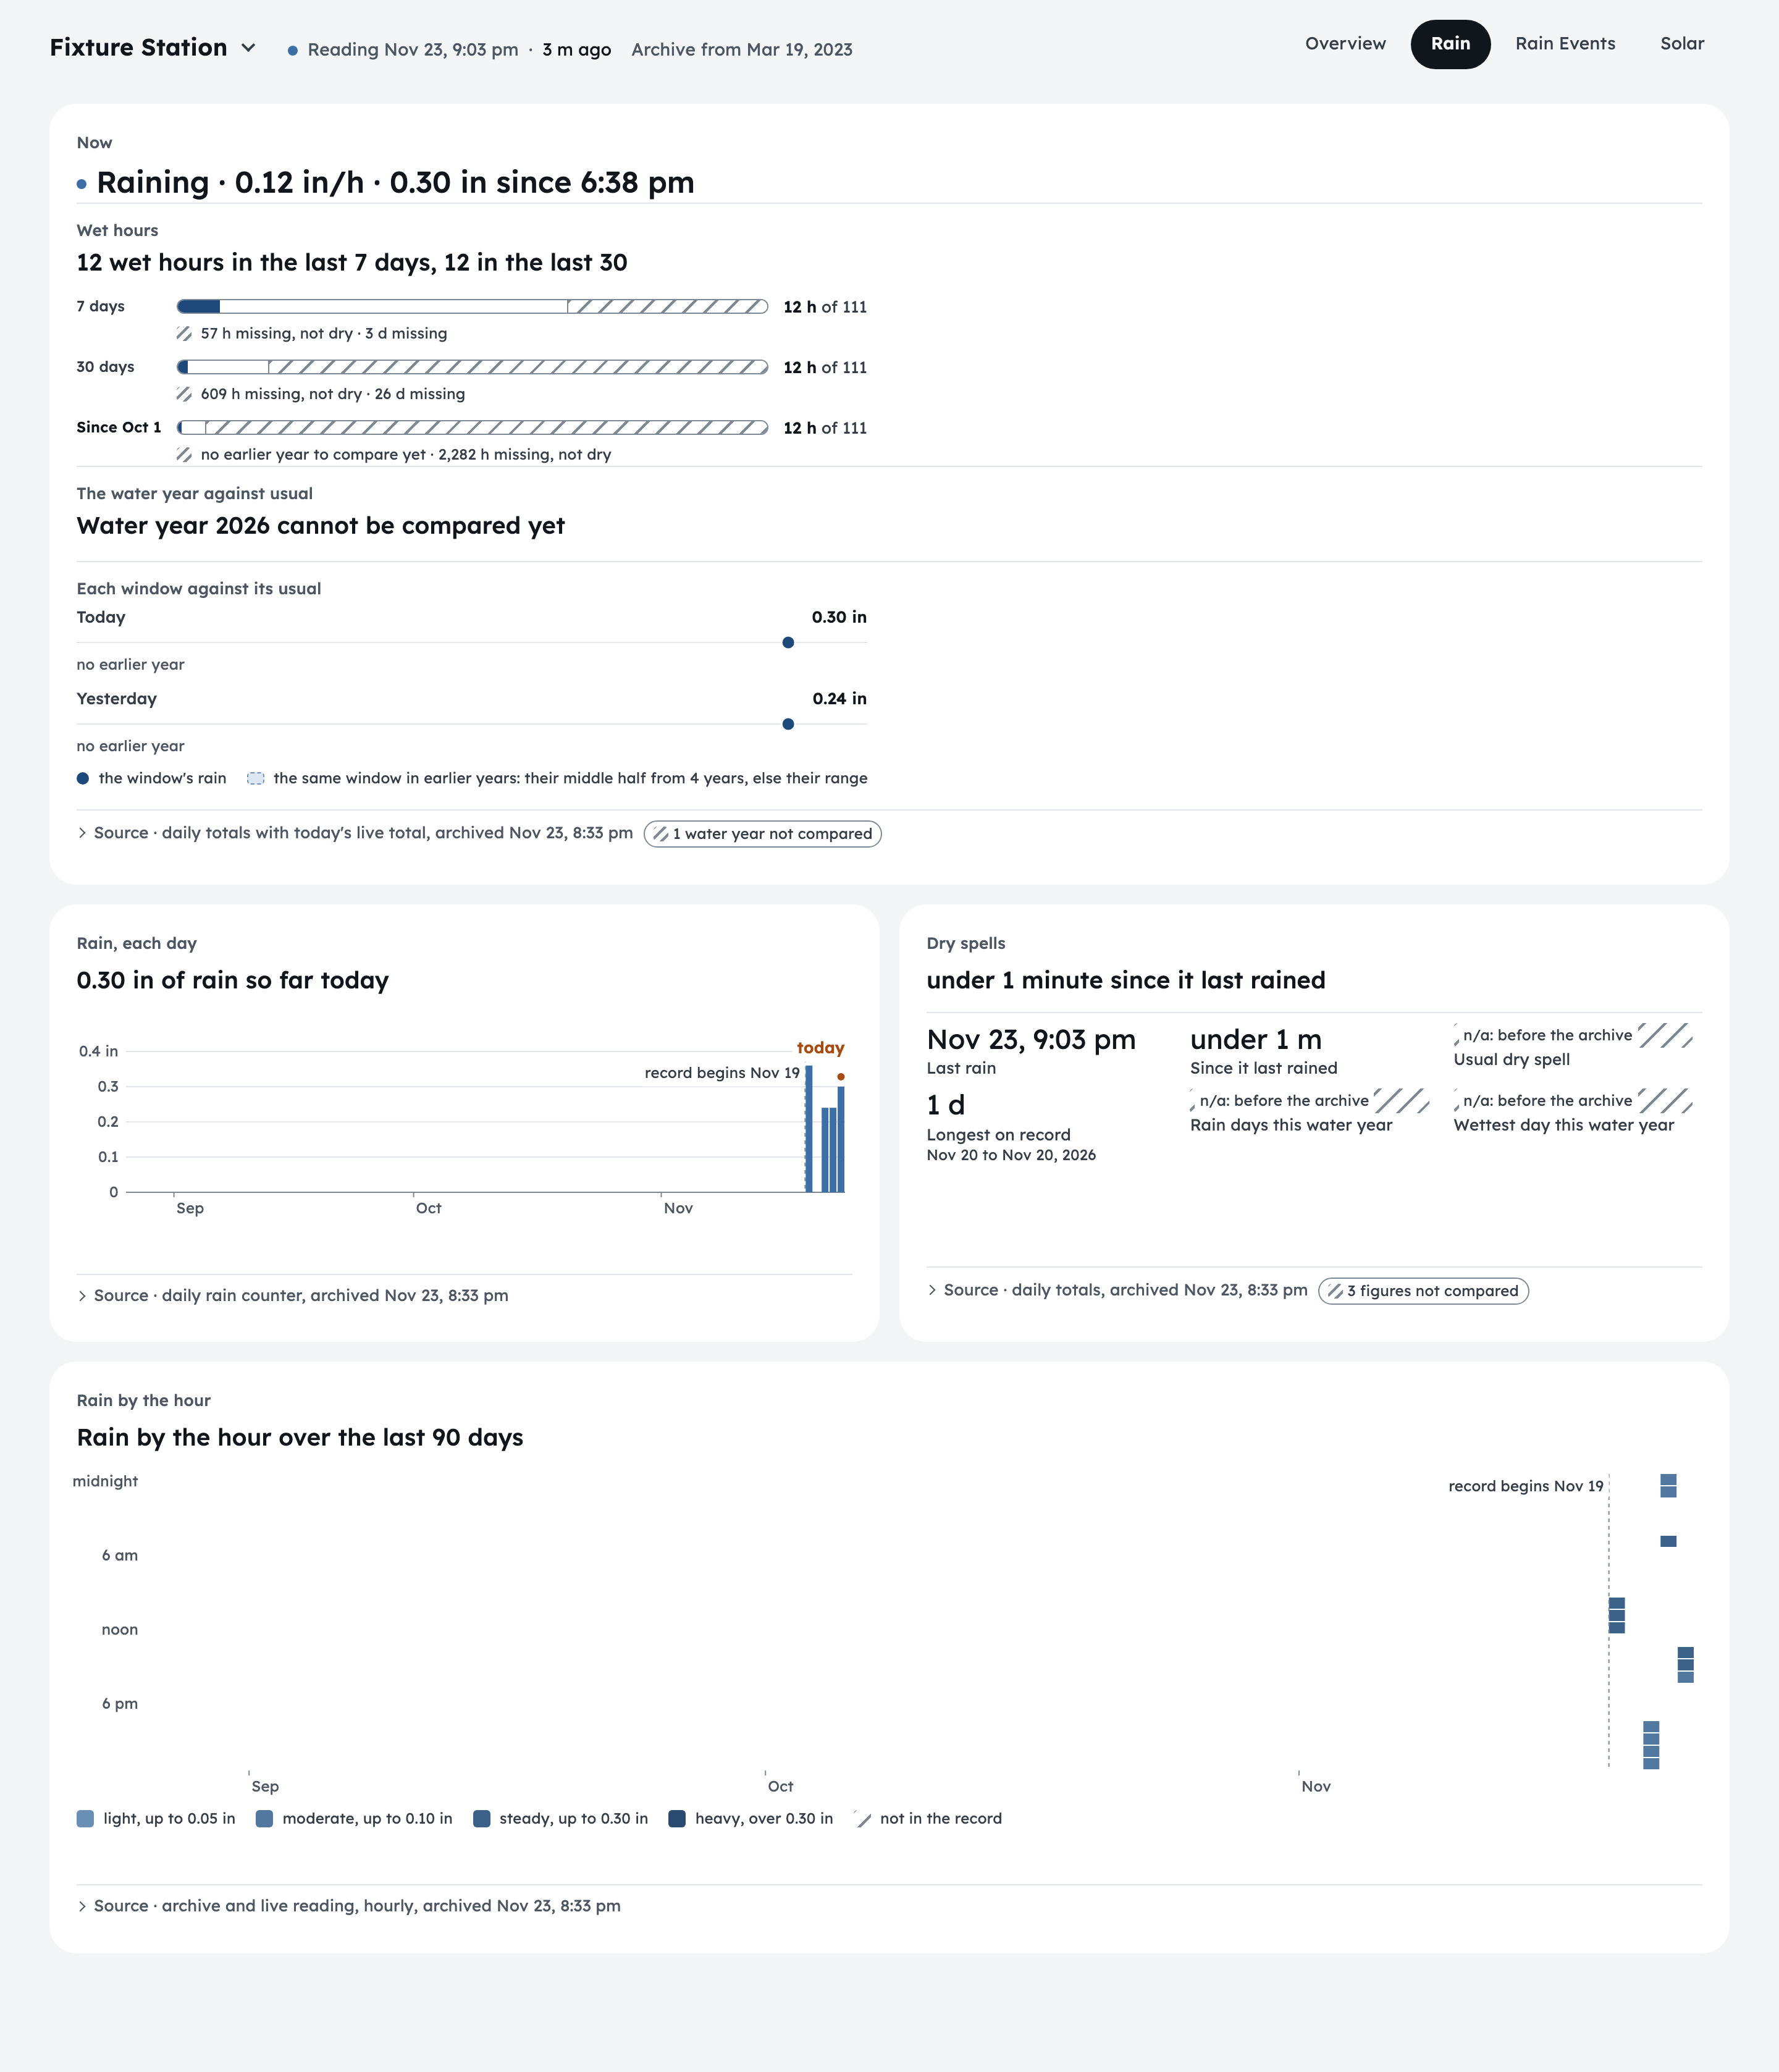 Fixture Station
Reading Nov 23, 9:03 pm · 3 m ago Archive from Mar 19, 2023
Overview Rain Rain Events Solar
Now
Raining · 0.12 in/h · 0.30 in since 6:38 pm
Wet hours
12 wet hours in the last 7 days, 12 in the last 30
7 days 12 h of 111
57 h missing, not dry · 3 d missing
30 days 12 h of 111
609 h missing, not dry · 26 d missing
Since Oct 1 12 h of 111
no earlier year to compare yet · 2,282 h missing, not dry
The water year against usual
Water year 2026 cannot be compared yet
Each window against its usual
Today 0.30 in
no earlier year
Yesterday 0.24 in
no earlier year
the window's rain the same window in earlier years: their middle half from 4 years, else their range
Source · daily totals with today's live total, archived Nov 23, 8:33 pm 1 water year not compared
Rain, each day
0.30 in of rain so far today
today
0.4 in
record begins Nov 19
0.3
0.2
0.1
0
Sep Oct Nov
Source · daily rain counter, archived Nov 23, 8:33 pm
Dry spells
under 1 minute since it last rained
Nov 23, 9:03 pm
Last rain
under 1 m
Since it last rained
n/a: before the archive
Usual dry spell
1 d
Longest on record
Nov 20 to Nov 20, 2026
n/a: before the archive
Rain days this water year
n/a: before the archive
Wettest day this water year
Source · daily totals, archived Nov 23, 8:33 pm 3 figures not compared
Rain by the hour
Rain by the hour over the last 90 days
midnight
record begins Nov 19
6 am
noon
6 pm
Sep Oct Nov
light, up to 0.05 in moderate, up to 0.10 in steady, up to 0.30 in heavy, over 0.30 in not in the record
Source · archive and live reading, hourly, archived Nov 23, 8:33 pm